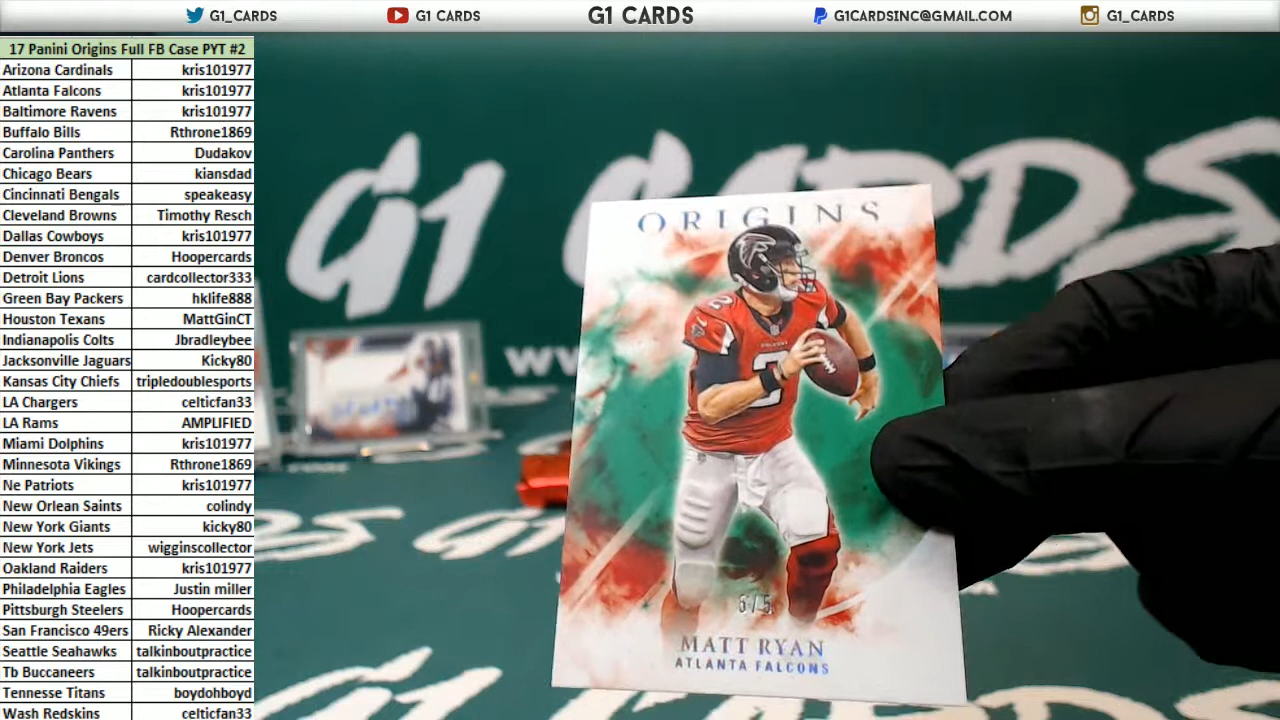 G1_CARDS G1 CARDS G1 CARDS G1CARDSINC@GMAIL.COM G1_CARDS
17 Panini Origins Full FB Case PYT #2
Arizona Cardinals kris101977
Atlanta Falcons kris101977
Baltimore Ravens kris101977
Buffalo Bills Rthrone1869
Carolina Panthers Dudakov
Chicago Bears kiansdad
Cincinnati Bengals speakeasy
Cleveland Browns Timothy Resch
Dallas Cowboys kris101977
Denver Broncos Hoopercards
Detroit Lions cardcollector333
Green Bay Packers hklife888
Houston Texans MattGinCT
Indianapolis Colts Jbradleybee
Jacksonville Jaguars Kicky80
Kansas City Chiefs tripledoublesports
LA Chargers celticfan33
LA Rams AMPLIFIED
Miami Dolphins kris101977
Minnesota Vikings Rthrone1869
Ne Patriots kris101977
New Orlean Saints colindy
New York Giants kicky80
New York Jets wigginscollector
Oakland Raiders kris101977
Philadelphia Eagles Justin miller
Pittsburgh Steelers Hoopercards
San Francisco 49ers Ricky Alexander
Seattle Seahawks talkinboutpractice
Tb Buccaneers talkinboutpractice
Tennesse Titans boydohboyd
Wash Redskins celticfan33
G1 CARDS
ORIGINS
2
2
MATT RYAN
ATLANTA FALCONS